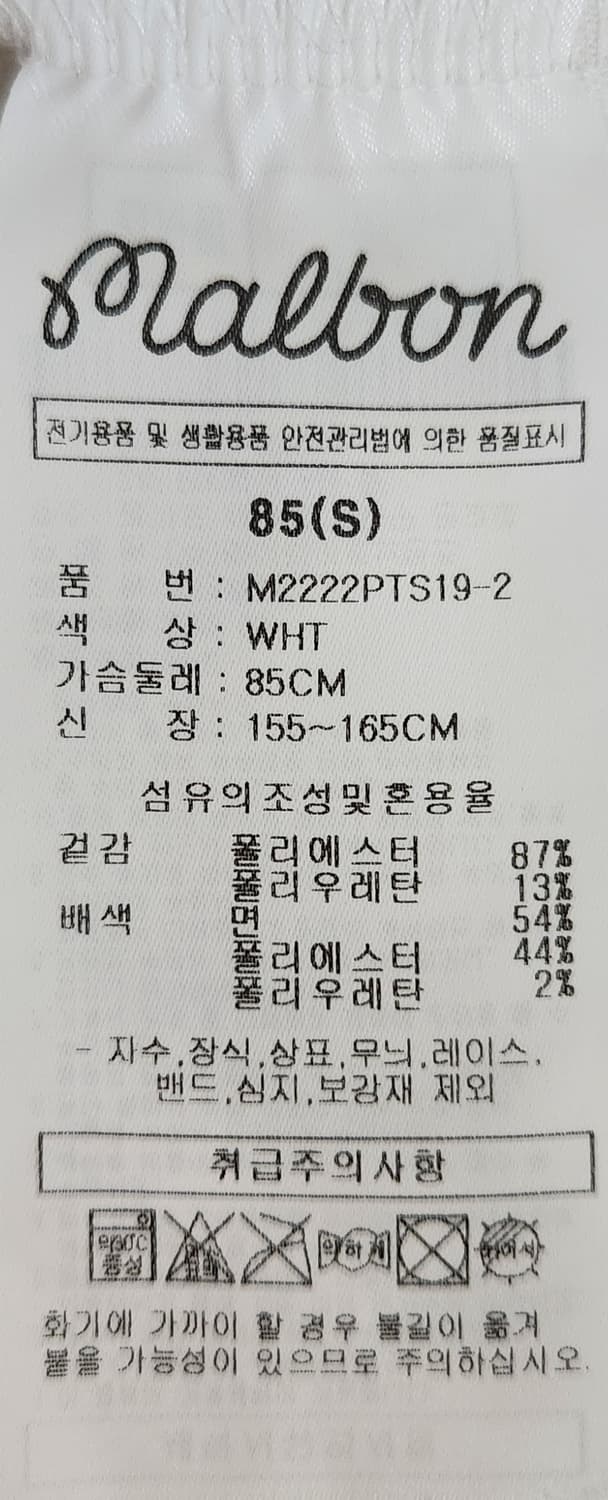 Malbon
전기용품 및 생활용품 안전관리법에 의한 품질표시
85(S)
품 번 : M2222PTS19-2
색 상 : WHT
가슴둘레 : 85CM
신 장 : 155~165CM
섬유의조성및혼용율
겉감 폴리에스터 87%
폴리우레탄 13%
배색 면 54%
폴리에스터 44%
폴리우레탄 2%
- 자수,장식,상표,무늬,레이스,
밴드,심지,보강재 제외
취급주의사항
약하게
화기에 가까이 할 경우 불길이 옮겨
붙을 가능성이 있으므로 주의하십시오.